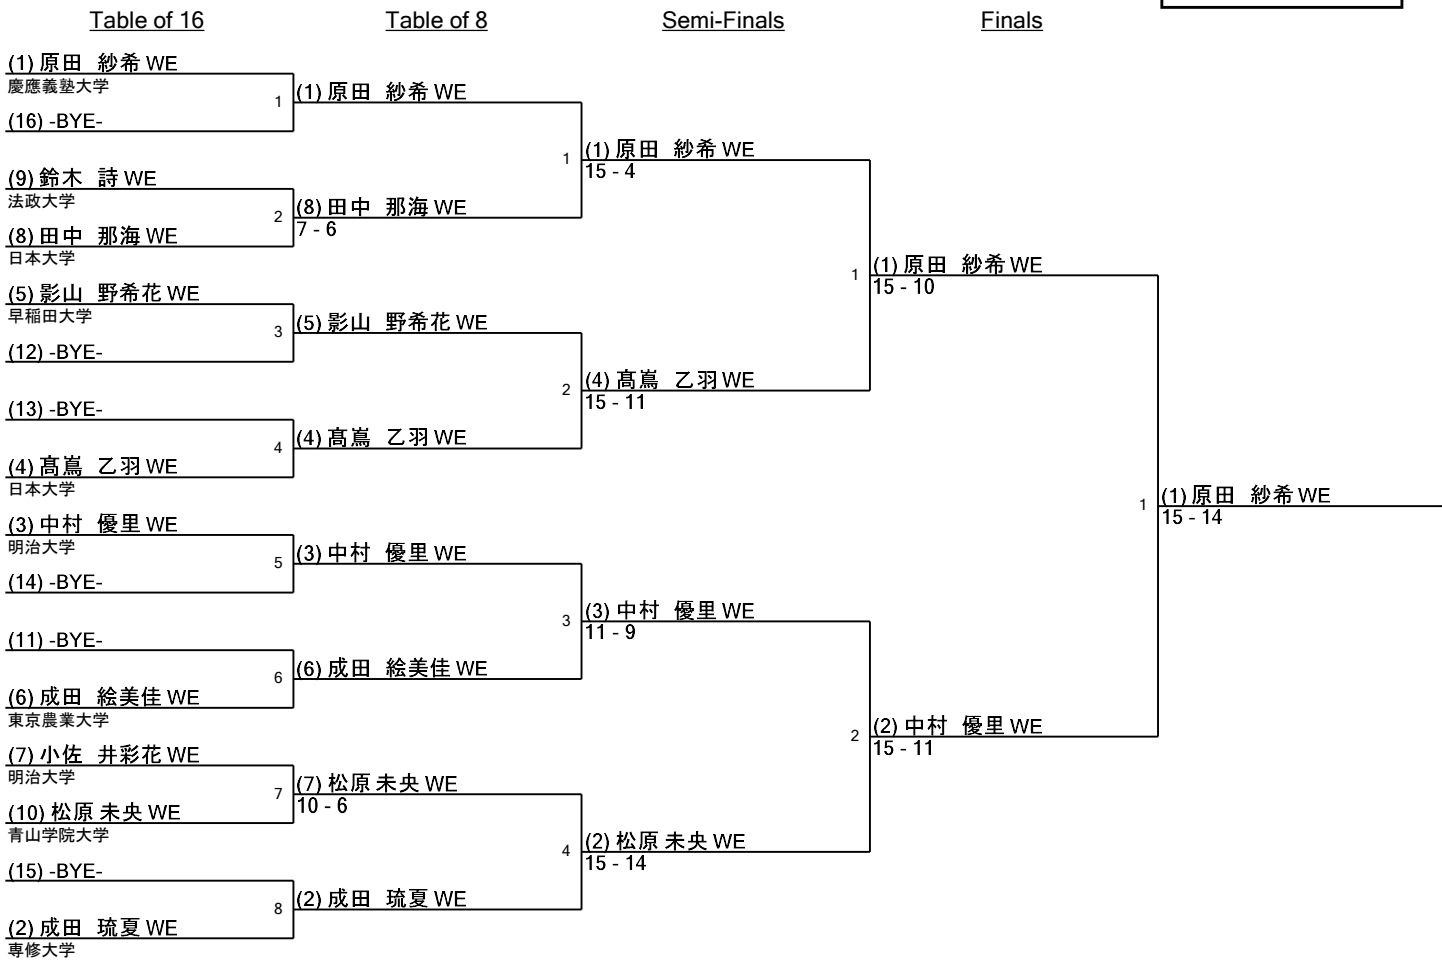 Table of 16
Table of 8
Semi-Finals
Finals
(1) 原田　紗希 WE
慶應義塾大学
(16) -BYE-
(9) 鈴木　詩 WE
法政大学
(8) 田中　那海 WE
日本大学
(5) 影山　野希花 WE
早稲田大学
(12) -BYE-
(13) -BYE-
(4) 髙嶌　乙羽 WE
日本大学
(3) 中村　優里 WE
明治大学
(14) -BYE-
(11) -BYE-
(6) 成田　絵美佳 WE
東京農業大学
(7) 小佐　井彩花 WE
明治大学
(10) 松原 未央 WE
青山学院大学
(15) -BYE-
(2) 成田　琉夏 WE
専修大学
1
2
3
4
5
6
7
8
(1) 原田　紗希 WE
(8) 田中　那海 WE
7 - 6
(5) 影山　野希花 WE
(4) 髙嶌　乙羽 WE
(3) 中村　優里 WE
(6) 成田　絵美佳 WE
(7) 松原 未央 WE
10 - 6
(2) 成田　琉夏 WE
1
2
3
4
(1) 原田　紗希 WE
15 - 4
(4) 髙嶌　乙羽 WE
15 - 11
(3) 中村　優里 WE
11 - 9
(2) 松原 未央 WE
15 - 14
1
2
(1) 原田　紗希 WE
15 - 10
(2) 中村　優里 WE
15 - 11
1
(1) 原田　紗希 WE
15 - 14